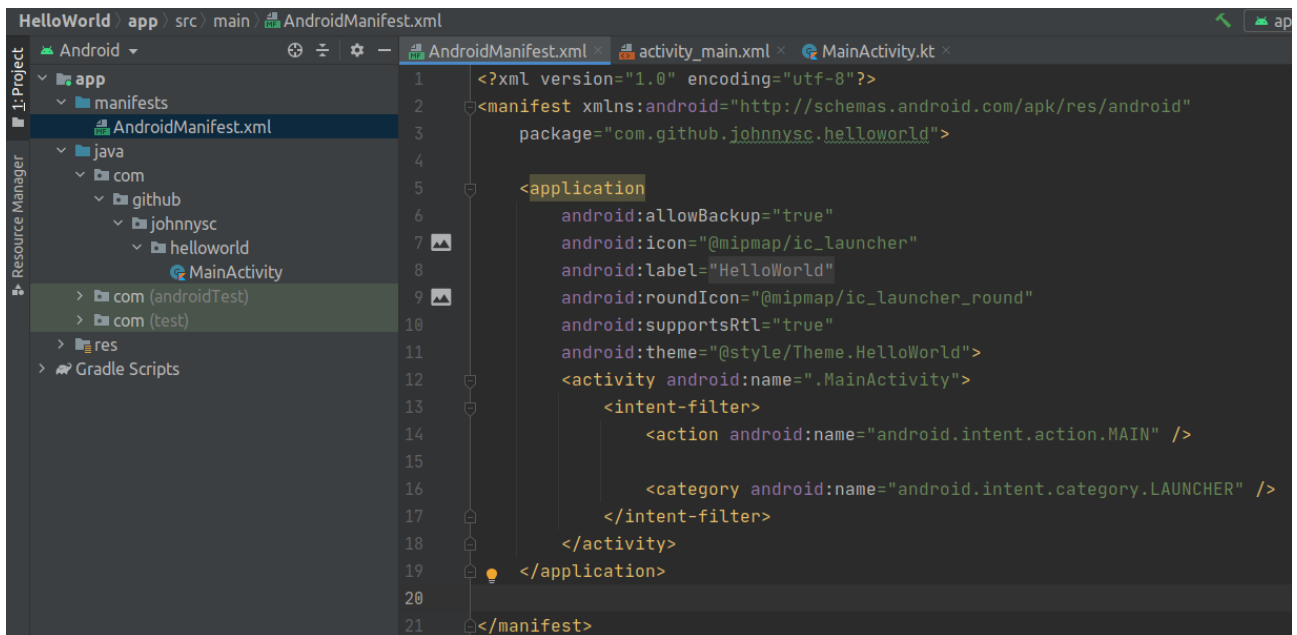 HelloWorld 〉 app 〉 src 〉 main 〉 AndroidManifest.xml
ap
1: Project
Resource Manager
Android
app
manifests
AndroidManifest.xml
java
com
github
johnnysc
helloworld
MainActivity
com (androidTest)
com (test)
res
Gradle Scripts
AndroidManifest.xml × activity_main.xml × MainActivity.kt ×
1 <?xml version="1.0" encoding="utf-8"?>
2 <manifest xmlns:android="http://schemas.android.com/apk/res/android"
3     package="com.github.johnnysc.helloworld">
4
5     <application
6         android:allowBackup="true"
7         android:icon="@mipmap/ic_launcher"
8         android:label="HelloWorld"
9         android:roundIcon="@mipmap/ic_launcher_round"
10         android:supportsRtl="true"
11         android:theme="@style/Theme.HelloWorld">
12         <activity android:name=".MainActivity">
13             <intent-filter>
14                 <action android:name="android.intent.action.MAIN" />
15
16                 <category android:name="android.intent.category.LAUNCHER" />
17             </intent-filter>
18         </activity>
19     </application>
20
21 </manifest>